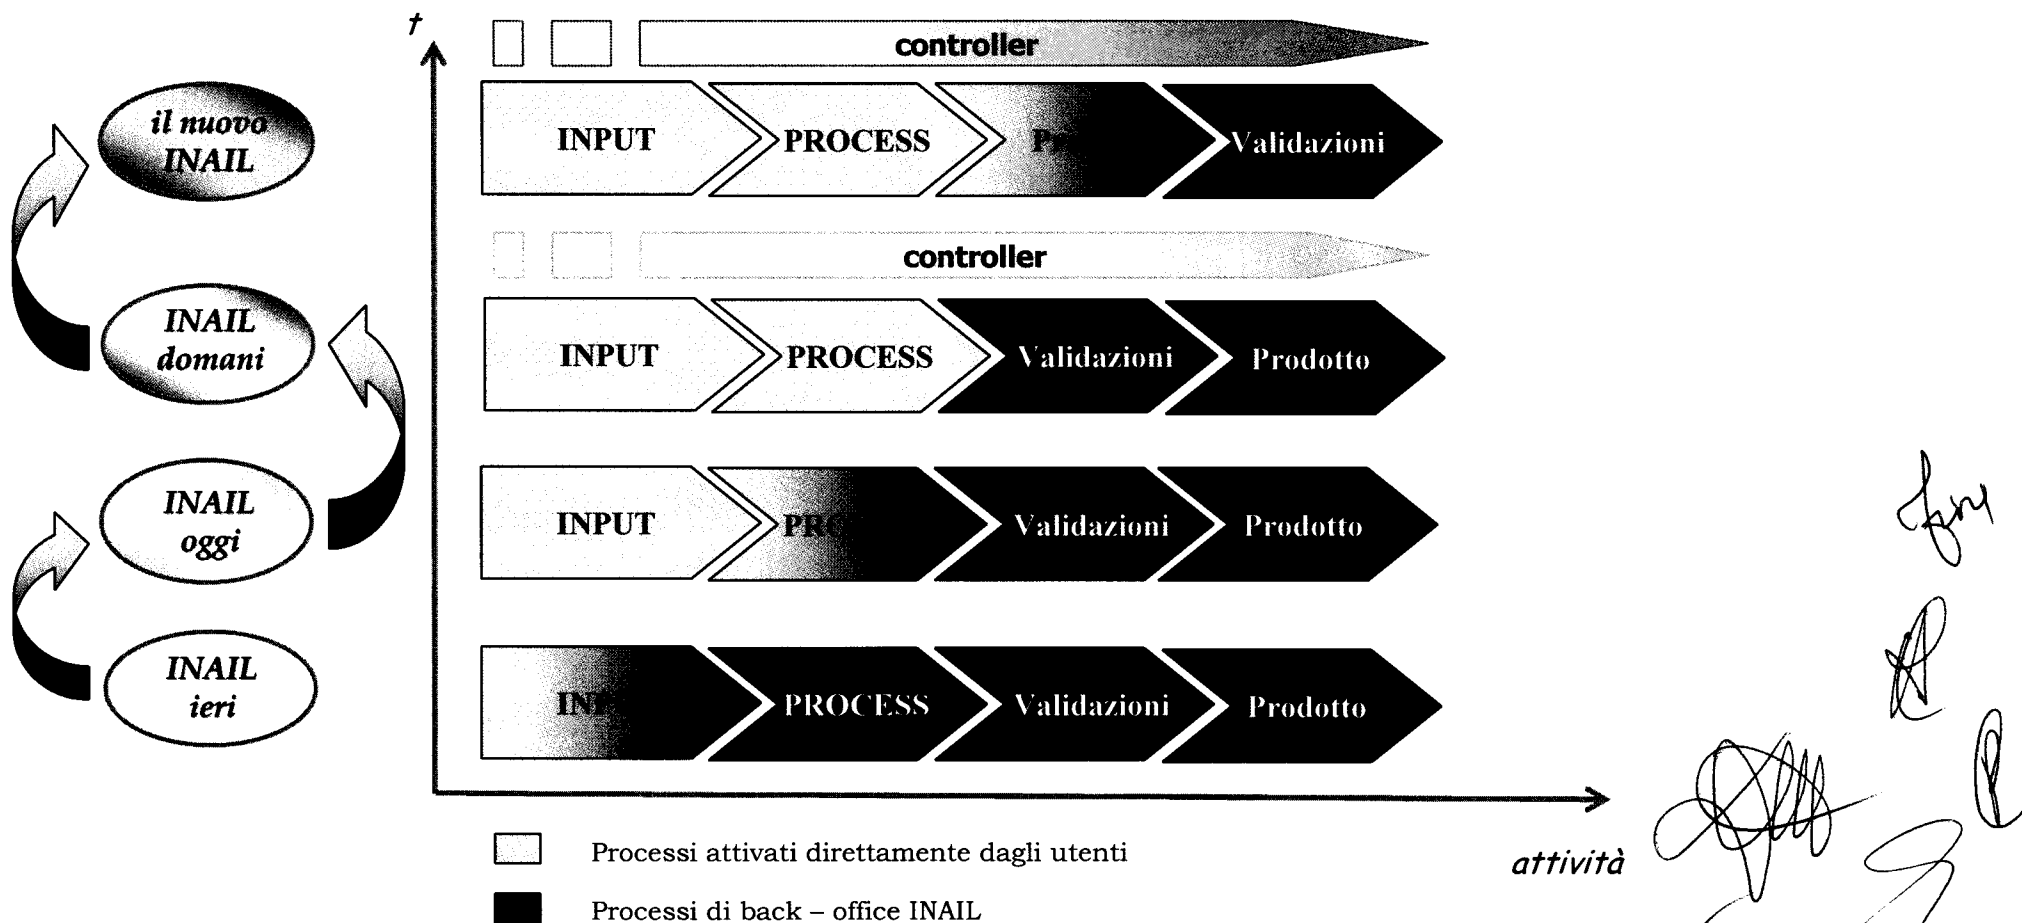 t
controller
il nuovo
INAIL
INPUT
PROCESS
Validazioni
controller
INAIL
domani
INPUT
PROCESS
Validazioni
Prodotto
INAIL
oggi
INPUT
Validazioni
Prodotto
INAIL
ieri
PROCESS
Validazioni
Prodotto
attività
Processi attivati direttamente dagli utenti
Processi di back – office INAIL